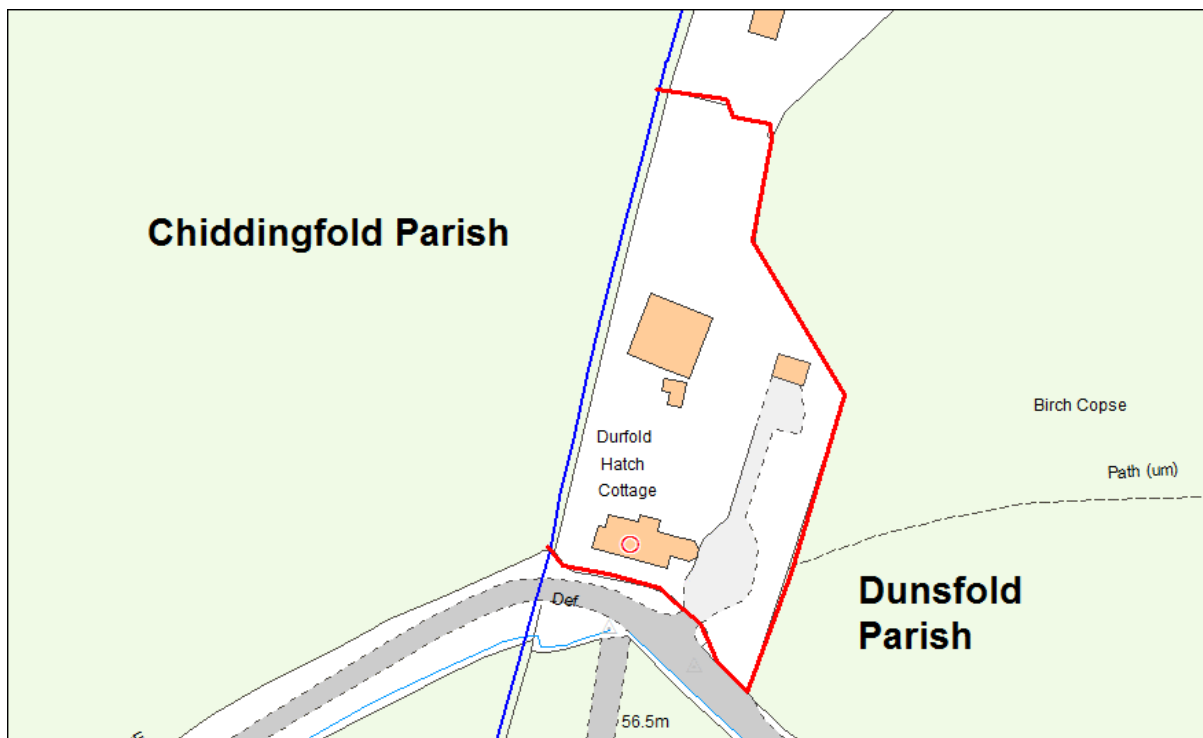 Chiddingfold Parish
Birch Copse
Durfold
Hatch
Cottage
Path (um)
Def
Dunsfold
Parish
56.5m